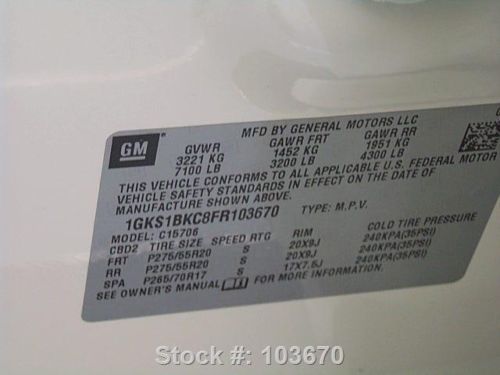 GM
MFD BY GENERAL MOTORS LLC
GVWR GAWR FRT GAWR RR
3221 KG 1452 KG 1951 KG
7100 LB 3200 LB 4300 LB
THIS VEHICLE CONFORMS TO ALL APPLICABLE U.S. FEDERAL MOTOR
VEHICLE SAFETY STANDARDS IN EFFECT ON THE DATE OF
MANUFACTURE SHOWN ABOVE.
1GKS1BKC8FR103670 TYPE: M.P.V.
MODEL: C15706
CBD2 TIRE SIZE SPEED RTG RIM COLD TIRE PRESSURE
FRT P275/55R20 S 20X9J 240KPA(35PSI)
RR P275/55R20 S 20X9J 240KPA(35PSI)
SPA P265/70R17 S 17X7.5J 240KPA(35PSI)
SEE OWNER'S MANUAL FOR MORE INFORMATION.
Stock #: 103670